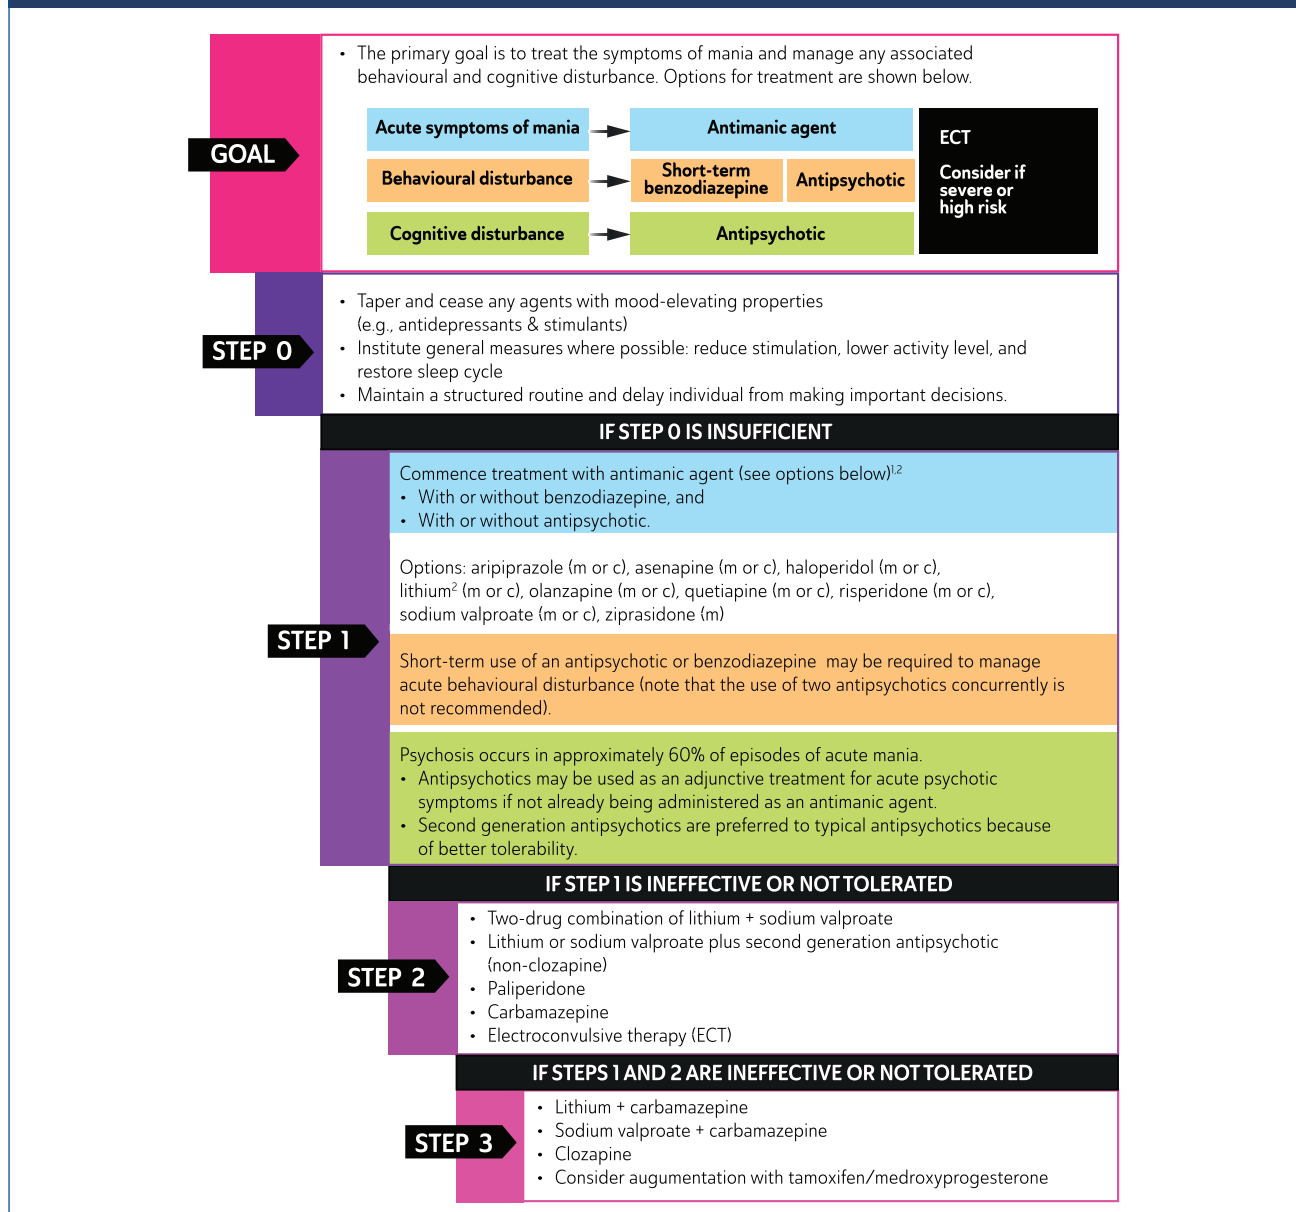 • The primary goal is to treat the symptoms of mania and manage any associated
behavioural and cognitive disturbance. Options for treatment are shown below.
GOAL
Acute symptoms of mania
Antimanic agent
Behavioural disturbance
Short-term
benzodiazepine
Antipsychotic
Cognitive disturbance
Antipsychotic
ECT
Consider if
severe or
high risk
STEP 0
• Taper and cease any agents with mood-elevating properties
(e.g., antidepressants & stimulants)
• Institute general measures where possible: reduce stimulation, lower activity level, and
restore sleep cycle
• Maintain a structured routine and delay individual from making important decisions.
IF STEP 0 IS INSUFFICIENT
STEP 1
Commence treatment with antimanic agent (see options below)1,2
• With or without benzodiazepine, and
• With or without antipsychotic.
Options: aripiprazole (m or c), asenapine (m or c), haloperidol (m or c),
lithium2 (m or c), olanzapine (m or c), quetiapine (m or c), risperidone (m or c),
sodium valproate (m or c), ziprasidone (m)
Short-term use of an antipsychotic or benzodiazepine may be required to manage
acute behavioural disturbance (note that the use of two antipsychotics concurrently is
not recommended).
Psychosis occurs in approximately 60% of episodes of acute mania.
• Antipsychotics may be used as an adjunctive treatment for acute psychotic
symptoms if not already being administered as an antimanic agent.
• Second generation antipsychotics are preferred to typical antipsychotics because
of better tolerability.
IF STEP 1 IS INEFFECTIVE OR NOT TOLERATED
STEP 2
• Two-drug combination of lithium + sodium valproate
• Lithium or sodium valproate plus second generation antipsychotic
(non-clozapine)
• Paliperidone
• Carbamazepine
• Electroconvulsive therapy (ECT)
IF STEPS 1 AND 2 ARE INEFFECTIVE OR NOT TOLERATED
STEP 3
• Lithium + carbamazepine
• Sodium valproate + carbamazepine
• Clozapine
• Consider augumentation with tamoxifen/medroxyprogesterone